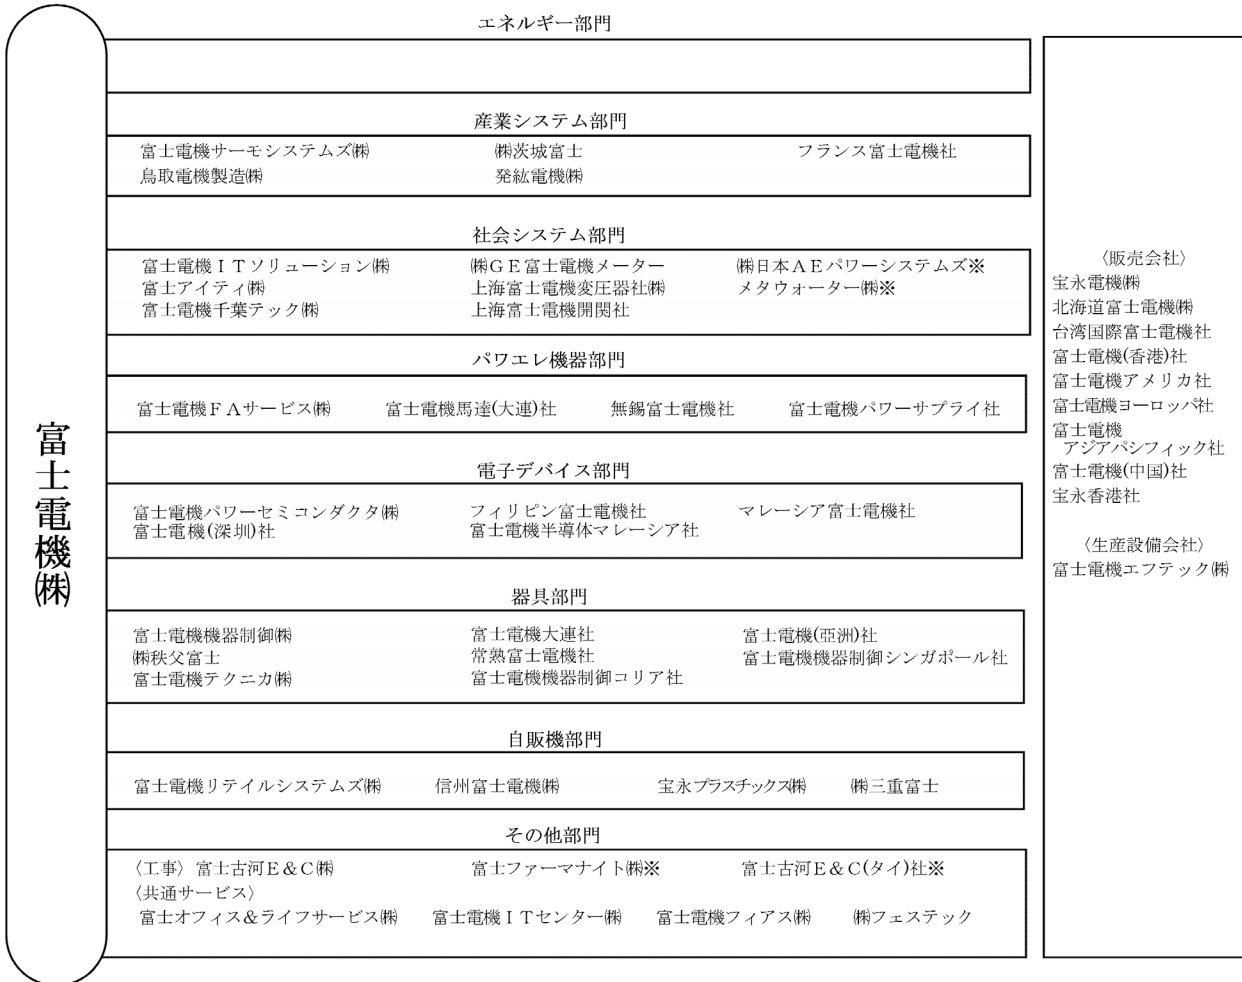 富士電機㈱
エネルギー部門
産業システム部門
富士電機サーモシステムズ㈱ ㈱茨城富士 フランス富士電機社
鳥取電機製造㈱ 発紘電機㈱
社会システム部門
富士電機ＩＴソリューション㈱ ㈱ＧＥ富士電機メーター ㈱日本ＡＥパワーシステムズ※
富士アイティ㈱ 上海富士電機変圧器社㈱ メタウォーター㈱※
富士電機千葉テック㈱ 上海富士電機開関社
パワエレ機器部門
富士電機ＦＡサービス㈱ 富士電機馬達(大連)社 無錫富士電機社 富士電機パワーサプライ社
電子デバイス部門
富士電機パワーセミコンダクタ㈱ フィリピン富士電機社 マレーシア富士電機社
富士電機(深圳)社 富士電機半導体マレーシア社
器具部門
富士電機機器制御㈱ 富士電機大連社 富士電機(亞洲)社
㈱秩父富士 常熟富士電機社 富士電機機器制御シンガポール社
富士電機テクニカ㈱ 富士電機機器制御コリア社
自販機部門
富士電機リテイルシステムズ㈱ 信州富士電機㈱ 宝永プラスチックス㈱ ㈱三重富士
その他部門
〈工事〉富士古河Ｅ＆Ｃ㈱ 富士ファーマナイト㈱※ 富士古河Ｅ＆Ｃ(タイ)社※
〈共通サービス〉
富士オフィス＆ライフサービス㈱ 富士電機ＩＴセンター㈱ 富士電機フィアス㈱ ㈱フェステック
〈販売会社〉
宝永電機㈱
北海道富士電機㈱
台湾国際富士電機社
富士電機(香港)社
富士電機アメリカ社
富士電機ヨーロッパ社
富士電機
アジアパシフィック社
富士電機(中国)社
宝永香港社
〈生産設備会社〉
富士電機エフテック㈱